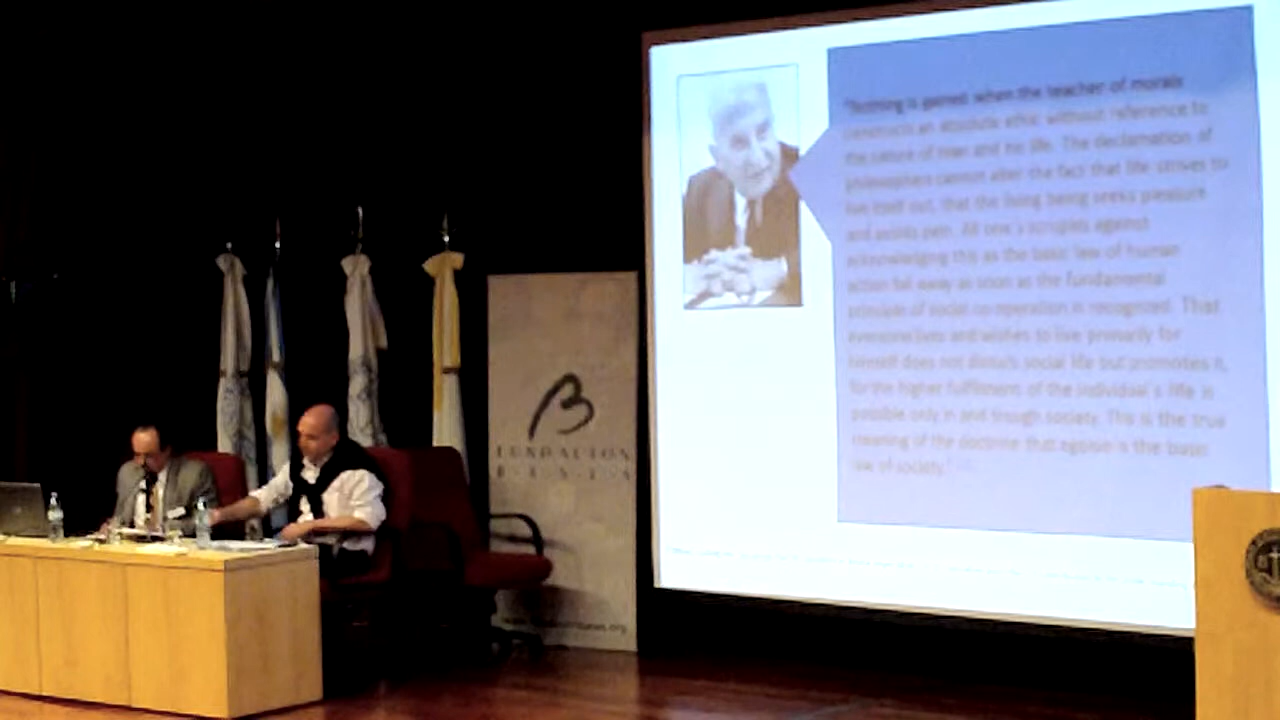 "Nothing is gained when the teacher of morals
constructs an absolute ethic without reference to
the nature of man and his life. The declamation of
philosophers cannot alter the fact that life strives to
live itself out, that the living being seeks pleasure
and avoids pain. All one's scruples against
acknowledging this as the basic law of human
action fall away as soon as the fundamental
principle of social co-operation is recognized. That
everyone lives and wishes to live primarily for
himself does not disturb social life but promotes it,
for the higher fulfillment of the individual's life is
possible only in and trough society. This is the true
meaning of the doctrine that egoism is the basic
law of society."
FUNDACION